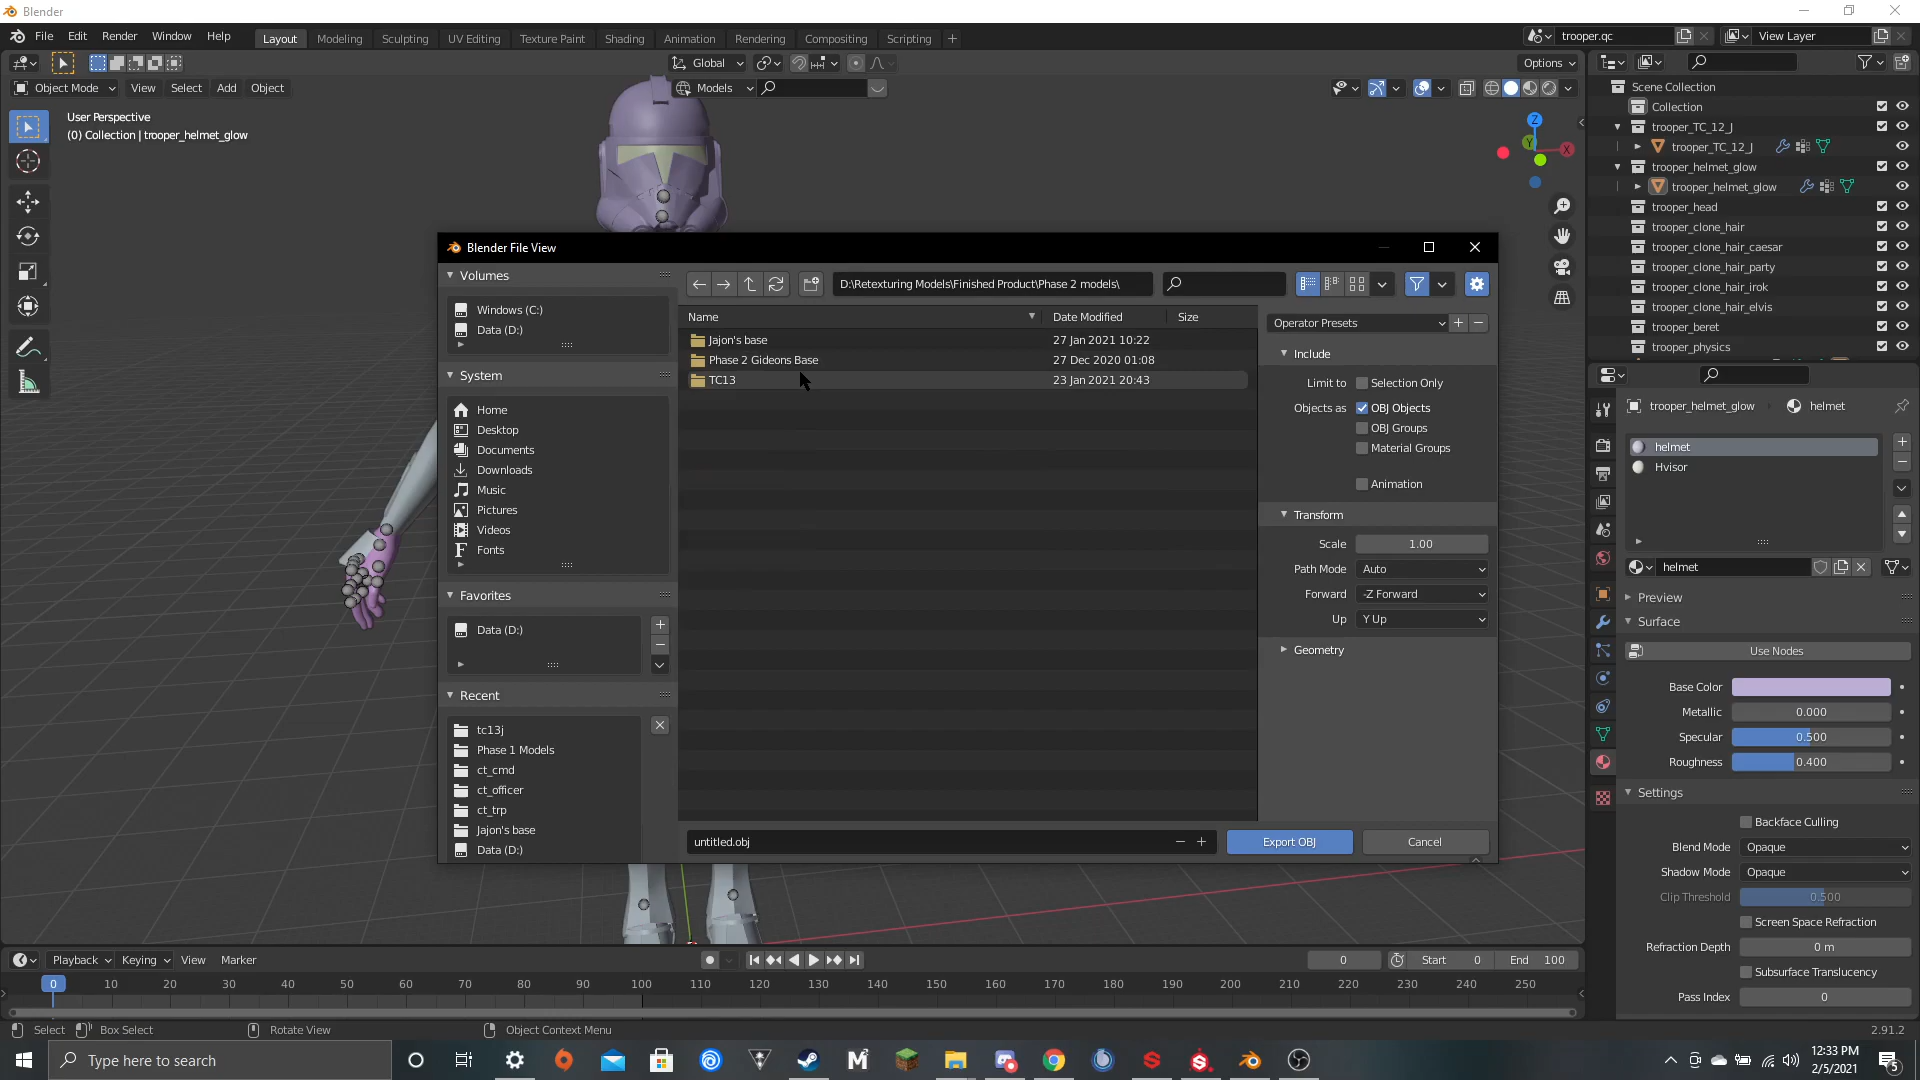 Blender
File Edit Render Window Help
Layout Modeling Sculpting UV Editing Texture Paint Shading Animation Rendering Compositing Scripting +
trooper.qc
View Layer
Global
Options
Object Mode View Select Add Object
Models
User Perspective
(0) Collection | trooper_helmet_glow
Z
Y
X
Scene Collection
Collection
trooper_TC_12_J
trooper_TC_12_J
trooper_helmet_glow
trooper_helmet_glow
trooper_head
trooper_clone_hair
trooper_clone_hair_caesar
trooper_clone_hair_party
trooper_clone_hair_irok
trooper_clone_hair_elvis
trooper_beret
trooper_physics
Blender File View
Volumes
Windows (C:)
Data (D:)
System
Home
Desktop
Documents
Downloads
Music
Pictures
Videos
Fonts
Favorites
Data (D:)
Recent
tc13j
Phase 1 Models
ct_cmd
ct_officer
ct_trp
Jajon's base
Data (D:)
D:\Retexturing Models\Finished Product\Phase 2 models\
Name Date Modified Size
Jajon's base 27 Jan 2021 10:22
Phase 2 Gideons Base 27 Dec 2020 01:08
TC13 23 Jan 2021 20:43
Operator Presets
Include
Limit to Selection Only
Objects as OBJ Objects
OBJ Groups
Material Groups
Animation
Transform
Scale 1.00
Path Mode Auto
Forward -Z Forward
Up Y Up
Geometry
untitled.obj
Export OBJ
Cancel
trooper_helmet_glow helmet
helmet
Hvisor
helmet
Preview
Surface
Use Nodes
Base Color
Metallic 0.000
Specular 0.500
Roughness 0.400
Settings
Backface Culling
Blend Mode Opaque
Shadow Mode Opaque
Clip Threshold 0.500
Screen Space Refraction
Refraction Depth 0 m
Subsurface Translucency
Pass Index 0
Playback Keying View Marker
0 Start 0 End 100
0 10 20 30 40 50 60 70 80 90 100 110 120 130 140 150 160 170 180 190 200 210 220 230 240 250
Select Box Select Rotate View Object Context Menu
2.91.2
Type here to search
12:33 PM
2/5/2021
5